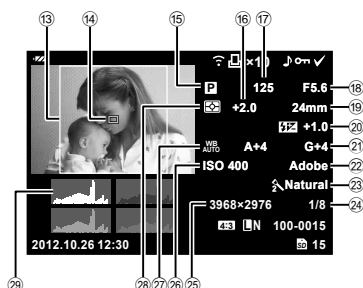 ⑬ ⑭ ⑮ ⑯ ⑰
×10
P 125 F5.6 ⑱
+2.0 24mm ⑲
+1.0 ⑳
WB AUTO A+4 G+4 ㉑
ISO 400 Adobe ㉒
Natural ㉓
3968×2976 1/8 ㉔
4:3 LN 100-0015
2012.10.26 12:30 SD 15
㉙ ㉘ ㉗ ㉖ ㉕